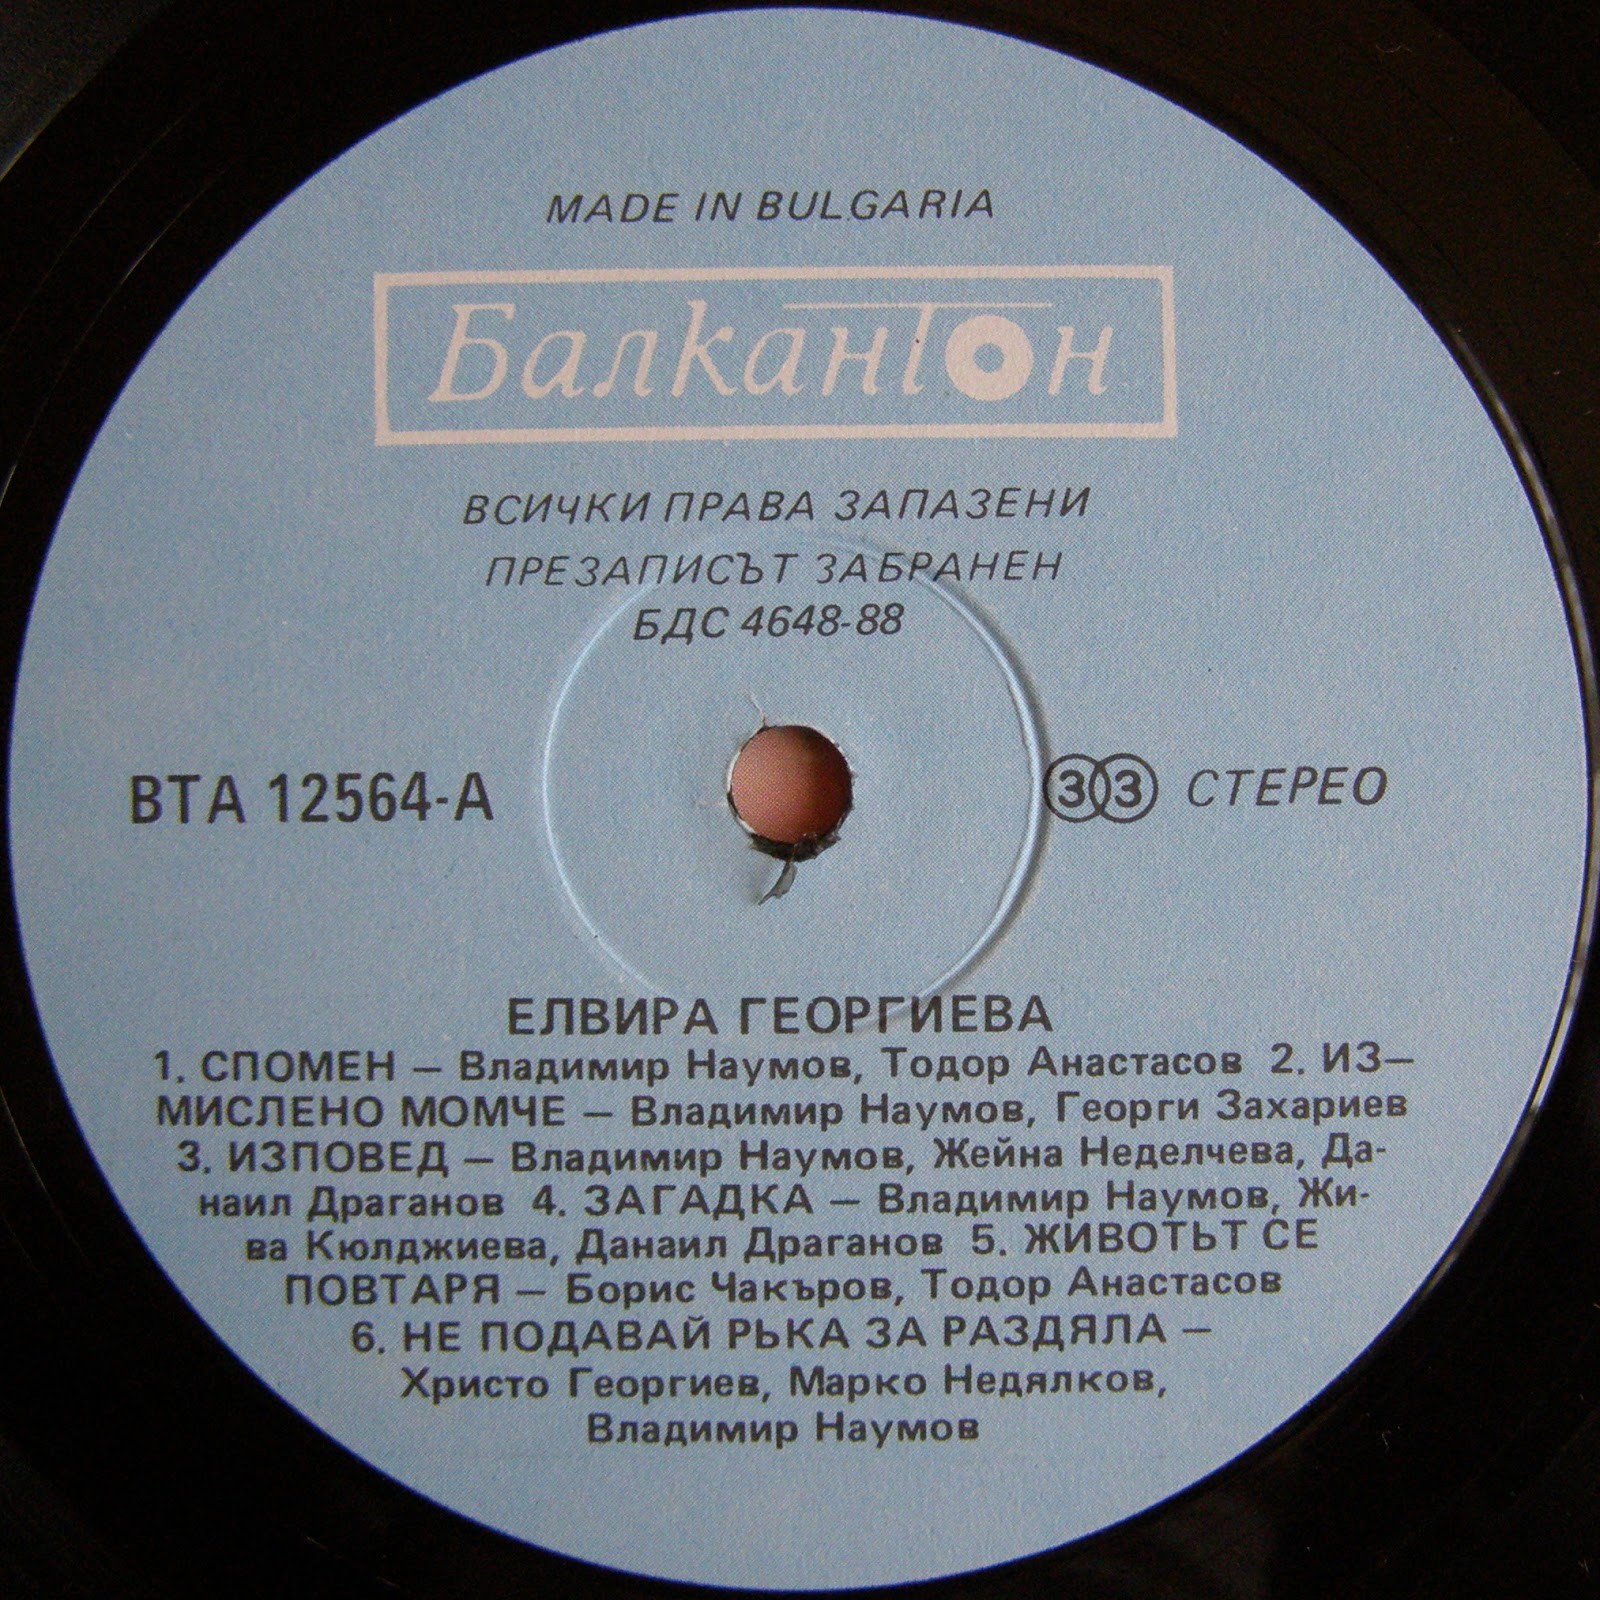 MADE IN BULGARIA
Балкантон
ВСИЧКИ ПРАВА ЗАПАЗЕНИ
ПРЕЗАПИСЪТ ЗАБРАНЕН
БДС 4648-88
ВТА 12564-А
33 СТЕРЕО
ЕЛВИРА ГЕОРГИЕВА
1. СПОМЕН — Владимир Наумов, Тодор Анастасов 2. ИЗ—
МИСЛЕНО МОМЧЕ — Владимир Наумов, Георги Захариев
3. ИЗПОВЕД — Владимир Наумов, Жейна Неделчева, Да-
наил Драганов 4. ЗАГАДКА — Владимир Наумов, Жи-
ва Кюлджиева, Данаил Драганов 5. ЖИВОТЬТ СЕ
ПОВТАРЯ — Борис Чакъров, Тодор Анастасов
6. НЕ ПОДАВАЙ РЬКА ЗА РАЗДЯЛА —
Христо Георгиев, Марко Недялков,
Владимир Наумов